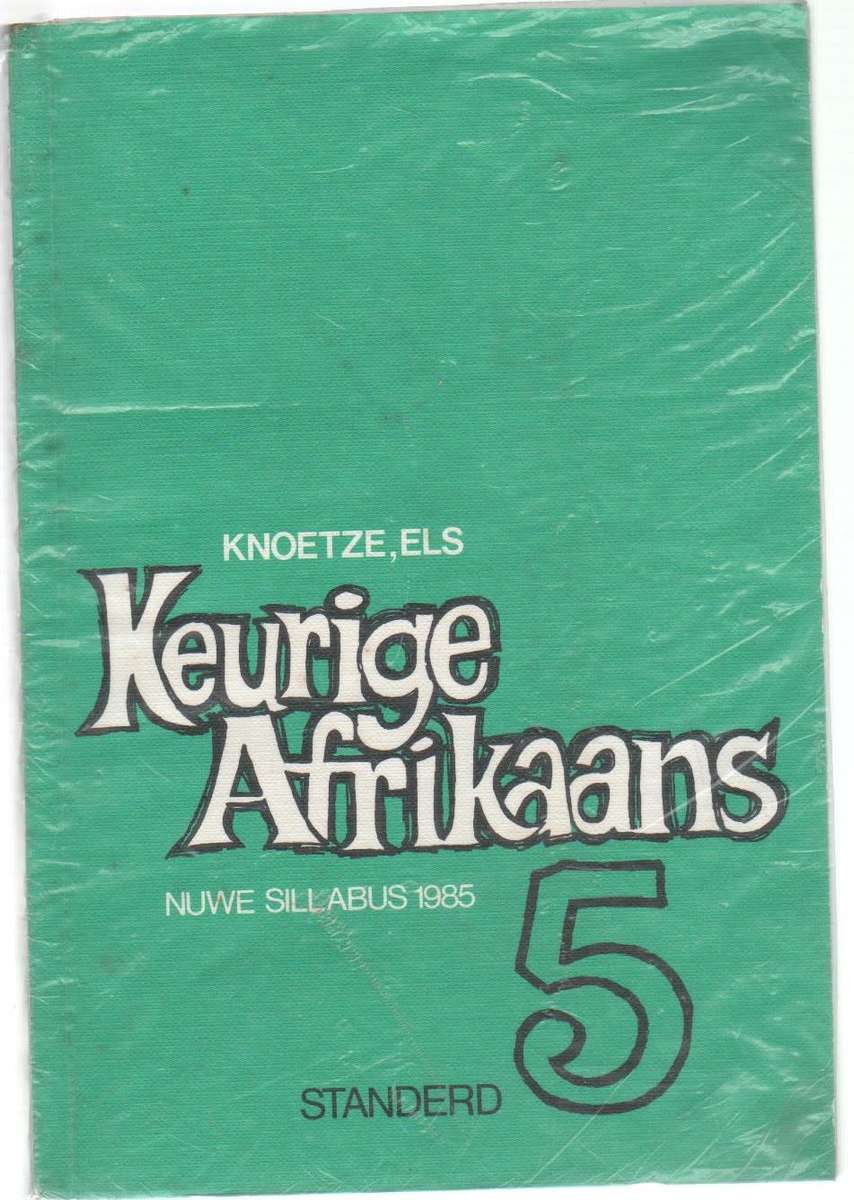 KNOETZE, ELS
Keurige
Afrikaans
NUWE SILLABUS 1985
5
STANDERD